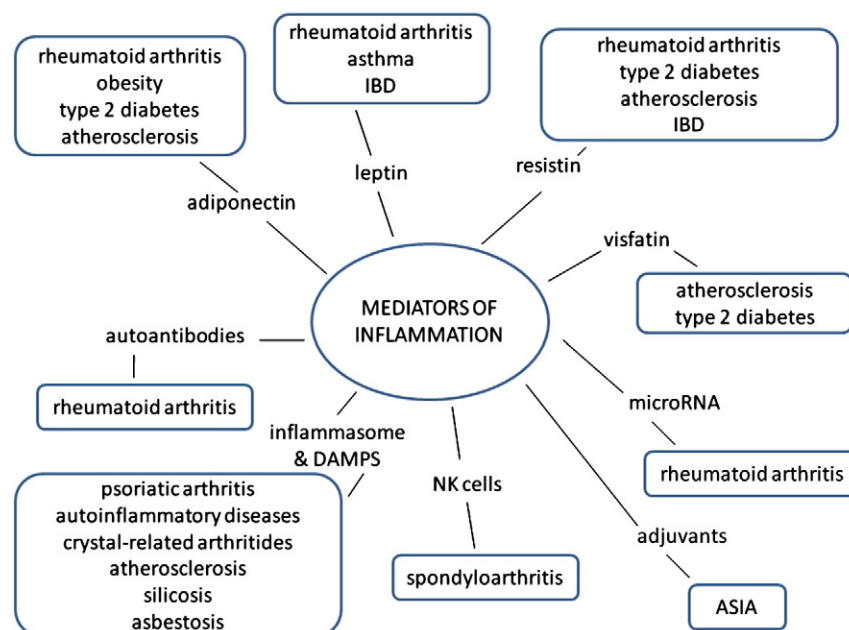 rheumatoid arthritis
obesity
type 2 diabetes
atherosclerosis
rheumatoid arthritis
asthma
IBD
rheumatoid arthritis
type 2 diabetes
atherosclerosis
IBD
adiponectin
leptin
resistin
visfatin
atherosclerosis
type 2 diabetes
MEDIATORS OF
INFLAMMATION
autoantibodies
rheumatoid arthritis
microRNA
rheumatoid arthritis
inflammasome
& DAMPS
psoriatic arthritis
autoinflammatory diseases
crystal-related arthritides
atherosclerosis
silicosis
asbestosis
NK cells
spondyloarthritis
adjuvants
ASIA